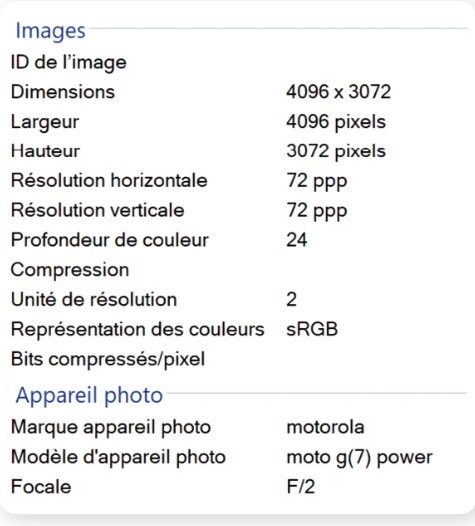 Images
ID de l'image
Dimensions 4096 x 3072
Largeur 4096 pixels
Hauteur 3072 pixels
Résolution horizontale 72 ppp
Résolution verticale 72 ppp
Profondeur de couleur 24
Compression
Unité de résolution 2
Représentation des couleurs sRGB
Bits compressés/pixel
Appareil photo
Marque appareil photo motorola
Modèle d'appareil photo moto g(7) power
Focale F/2